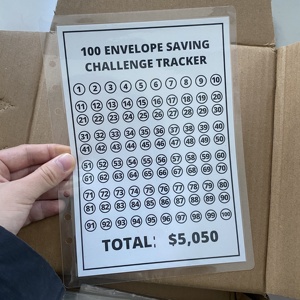 100 ENVELOPE SAVING
CHALLENGE TRACKER
1 2 3 4 5 6 7 8 9 10
11 12 13 14 15 16 17 18 19 20
21 22 23 24 25 26 27 28 29 30
31 32 33 34 35 36 37 38 39 40
41 42 43 44 45 46 47 48 49 50
51 52 53 54 55 56 57 58 59 60
61 62 63 64 65 66 67 68 69 70
71 72 73 74 75 76 77 78 79 80
81 82 83 84 85 86 87 88 89 90
91 92 93 94 95 96 97 98 99 100
TOTAL: $5,050